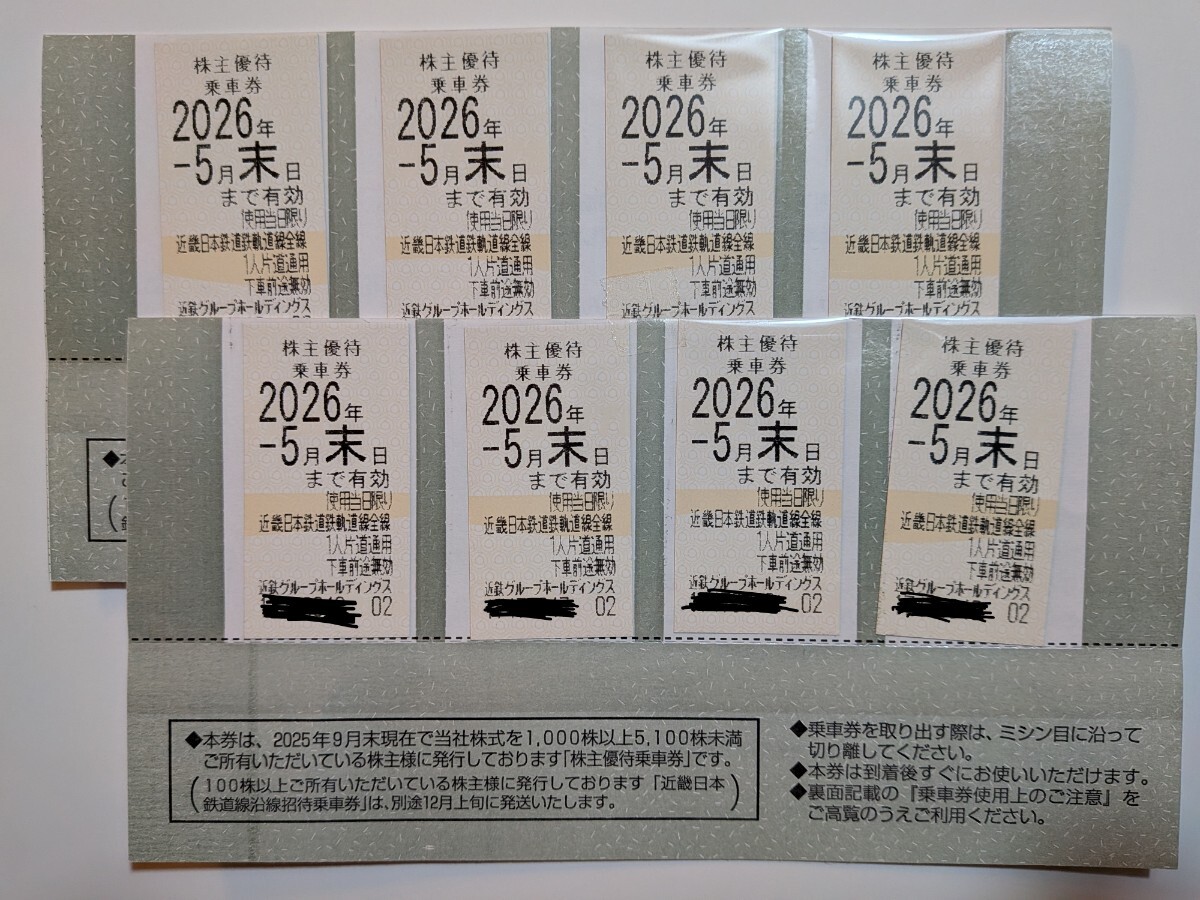 株主優待
乗車券
2026年
-5月末日
まで有効
使用当日限り
近畿日本鉄道鉄軌道線全線
1人片道通用
下車前途無効
近鉄グループホールディングス
株主優待
乗車券
2026年
-5月末日
まで有効
使用当日限り
近畿日本鉄道鉄軌道線全線
1人片道通用
下車前途無効
近鉄グループホールディングス
株主優待
乗車券
2026年
-5月末日
まで有効
使用当日限り
近畿日本鉄道鉄軌道線全線
1人片道通用
下車前途無効
近鉄グループホールディングス
株主優待
乗車券
2026年
-5月末日
まで有効
使用当日限り
近畿日本鉄道鉄軌道線全線
1人片道通用
下車前途無効
近鉄グループホールディングス
株主優待
乗車券
2026年
-5月末日
まで有効
使用当日限り
近畿日本鉄道鉄軌道線全線
1人片道通用
下車前途無効
近鉄グループホールディングス
02
株主優待
乗車券
2026年
-5月末日
まで有効
使用当日限り
近畿日本鉄道鉄軌道線全線
1人片道通用
下車前途無効
近鉄グループホールディングス
02
株主優待
乗車券
2026年
-5月末日
まで有効
使用当日限り
近畿日本鉄道鉄軌道線全線
1人片道通用
下車前途無効
近鉄グループホールディングス
02
株主優待
乗車券
2026年
-5月末日
まで有効
使用当日限り
近畿日本鉄道鉄軌道線全線
1人片道通用
下車前途無効
近鉄グループホールディングス
02
◆本券は、2025年9月末現在で当社株式を1,000株以上5,100株未満
ご所有いただいている株主様に発行しております「株主優待乗車券」です。
(100株以上ご所有いただいている株主様に発行しております「近畿日本
鉄道線沿線招待乗車券」は、別途12月上旬に発送いたします。)
◆乗車券を取り出す際は、ミシン目に沿って
切り離してください。
◆本券は到着後すぐにお使いいただけます。
◆裏面記載の『乗車券使用上のご注意』を
ご高覧のうえご利用ください。